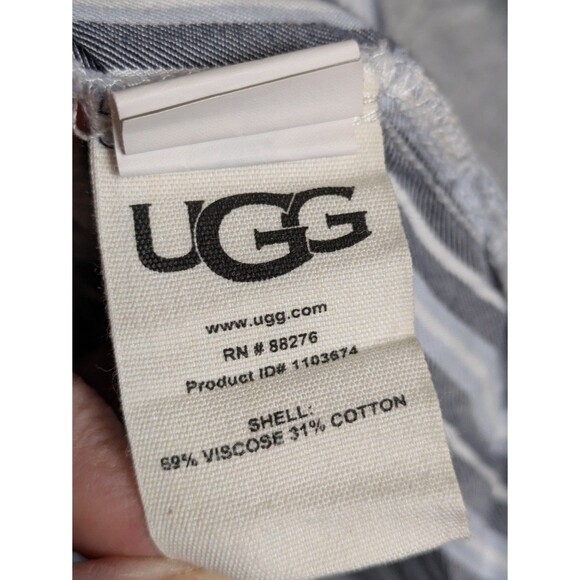 UGG
www.ugg.com
RN # 88276
Product ID# 1103674
SHELL:
69% VISCOSE 31% COTTON